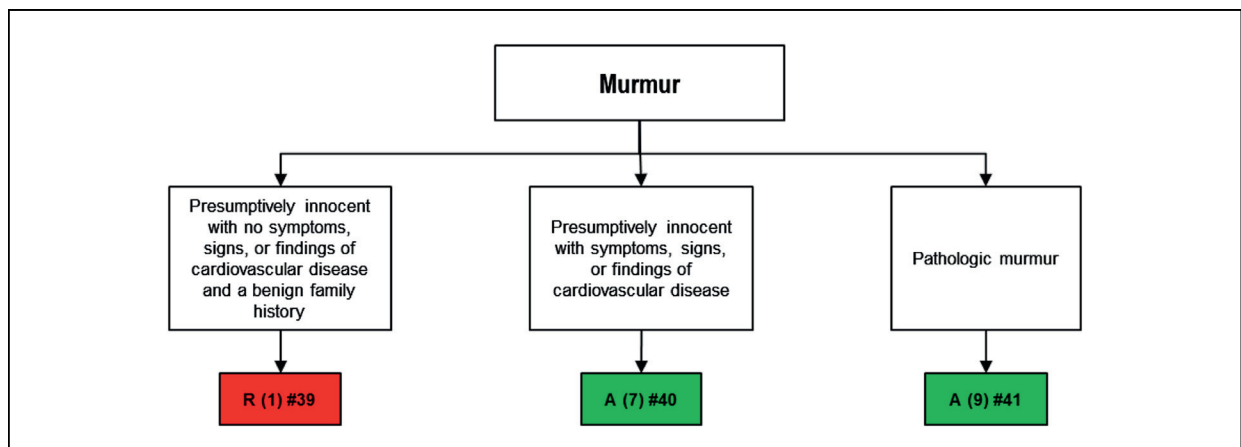 Murmur
Presumptively innocent
with no symptoms,
signs, or findings of
cardiovascular disease
and a benign family
history
Presumptively innocent
with symptoms, signs,
or findings of
cardiovascular disease
Pathologic murmur
R (1) #39
A (7) #40
A (9) #41